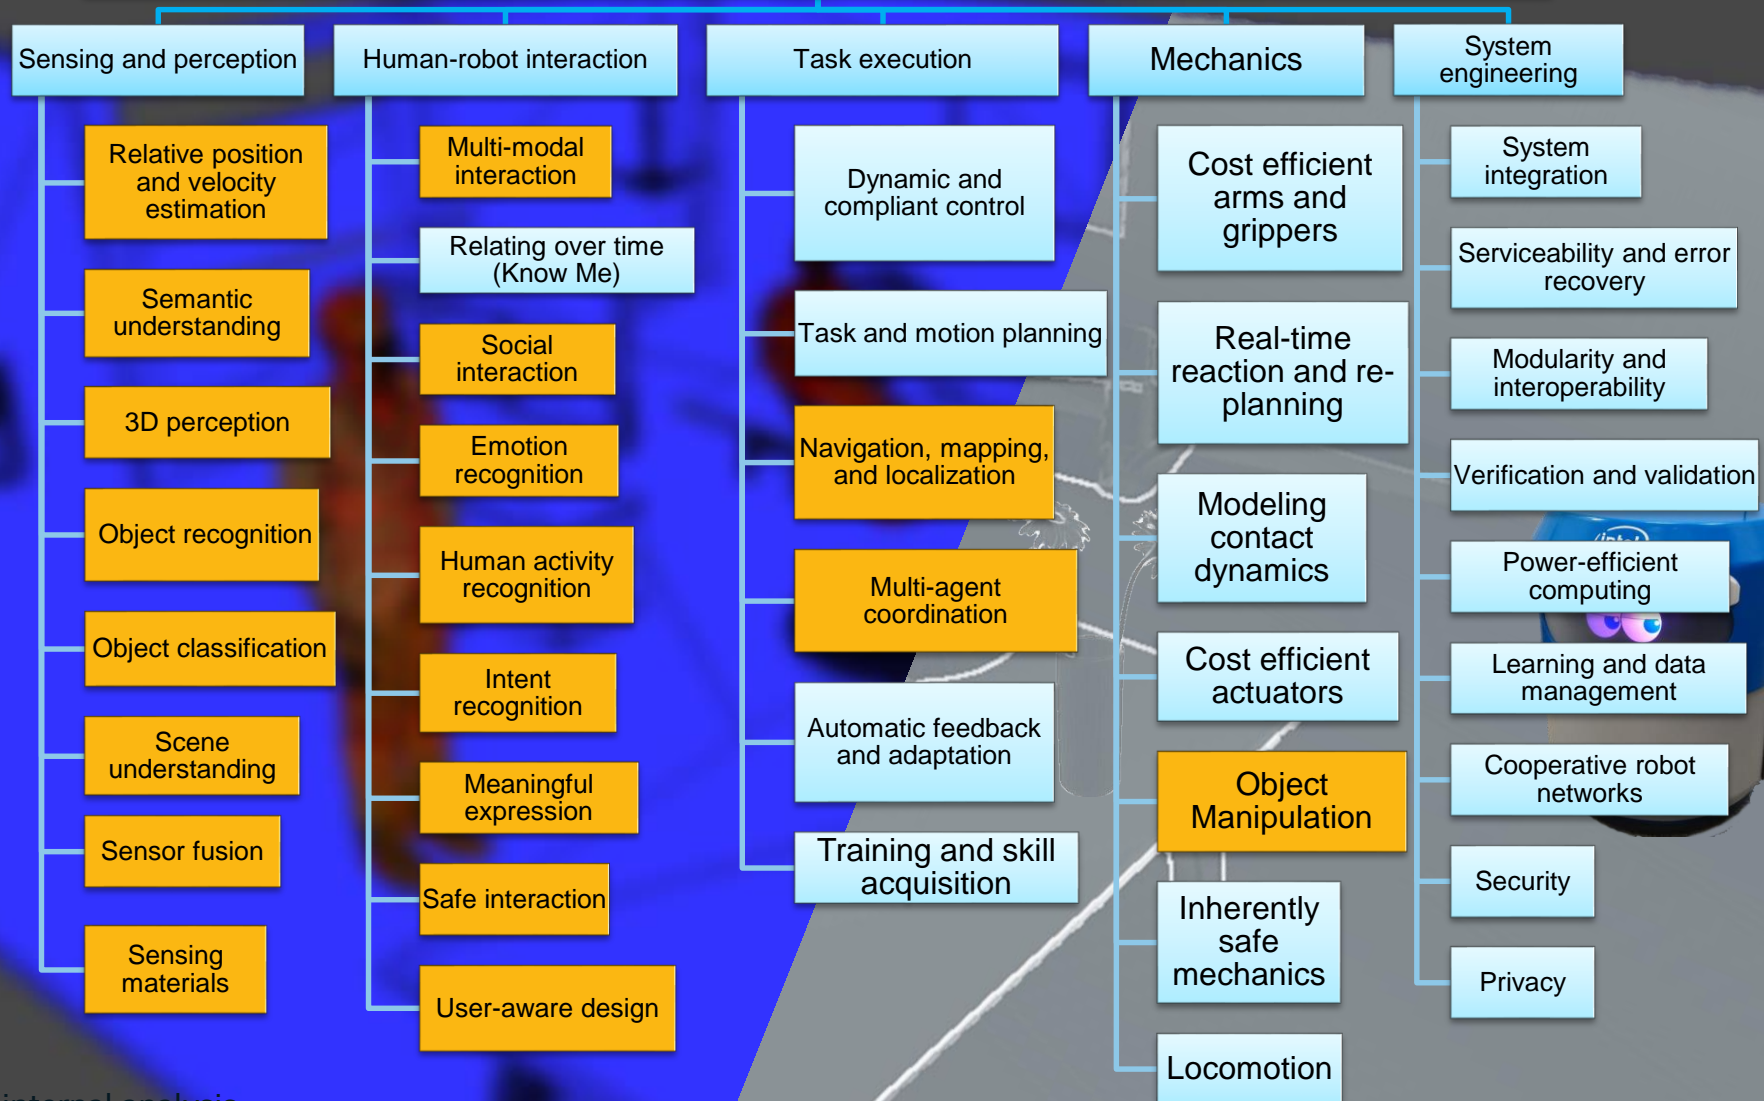 Sensing and perception
Human-robot interaction
Task execution
Mechanics
System
engineering
Relative position
and velocity
estimation
Semantic
understanding
3D perception
Object recognition
Object classification
Scene
understanding
Sensor fusion
Sensing
materials
Multi-modal
interaction
Relating over time
(Know Me)
Social
interaction
Emotion
recognition
Human activity
recognition
Intent
recognition
Meaningful
expression
Safe interaction
User-aware design
Dynamic and
compliant control
Task and motion planning
Navigation, mapping,
and localization
Multi-agent
coordination
Automatic feedback
and adaptation
Training and skill
acquisition
Cost efficient
arms and
grippers
Real-time
reaction and re-
planning
Modeling
contact
dynamics
Cost efficient
actuators
Object
Manipulation
Inherently
safe
mechanics
Locomotion
System
integration
Serviceability and error
recovery
Modularity and
interoperability
Verification and validation
(intel)
Power-efficient
computing
Learning and data
management
Cooperative robot
networks
Security
Privacy
internal analysis